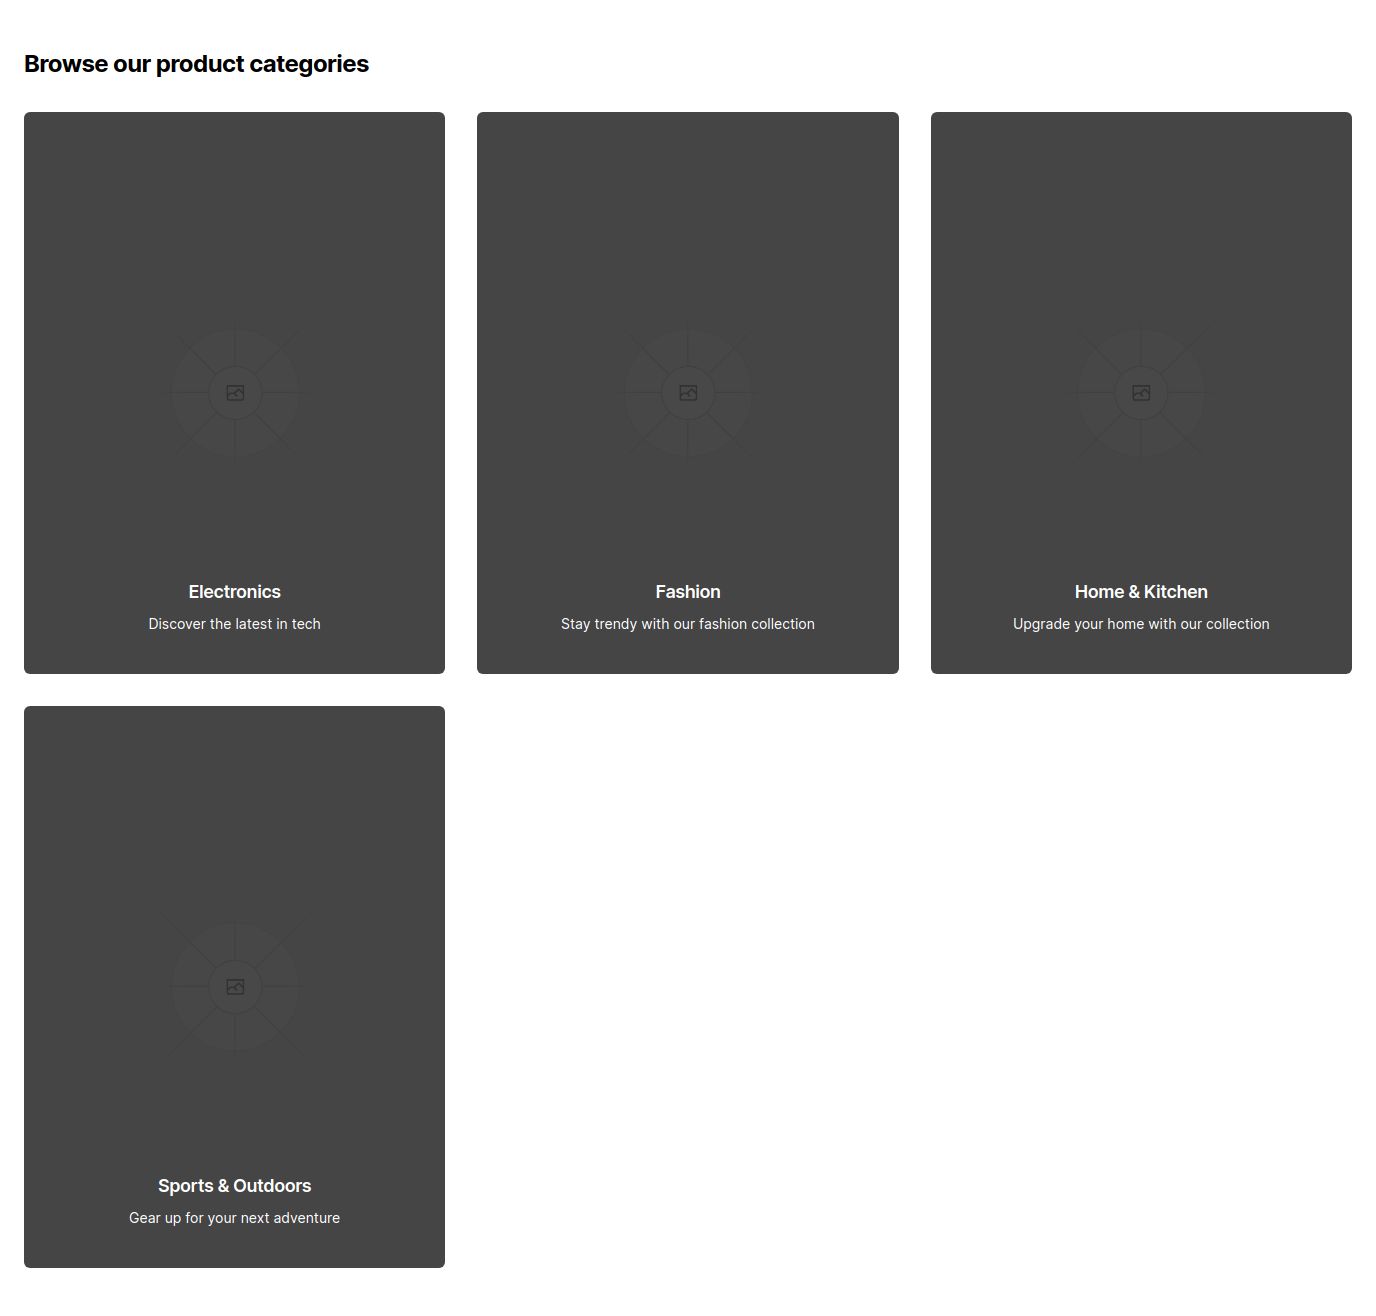 Browse our product categories
Electronics
Discover the latest in tech
Fashion
Stay trendy with our fashion collection
Home & Kitchen
Upgrade your home with our collection
Sports & Outdoors
Gear up for your next adventure